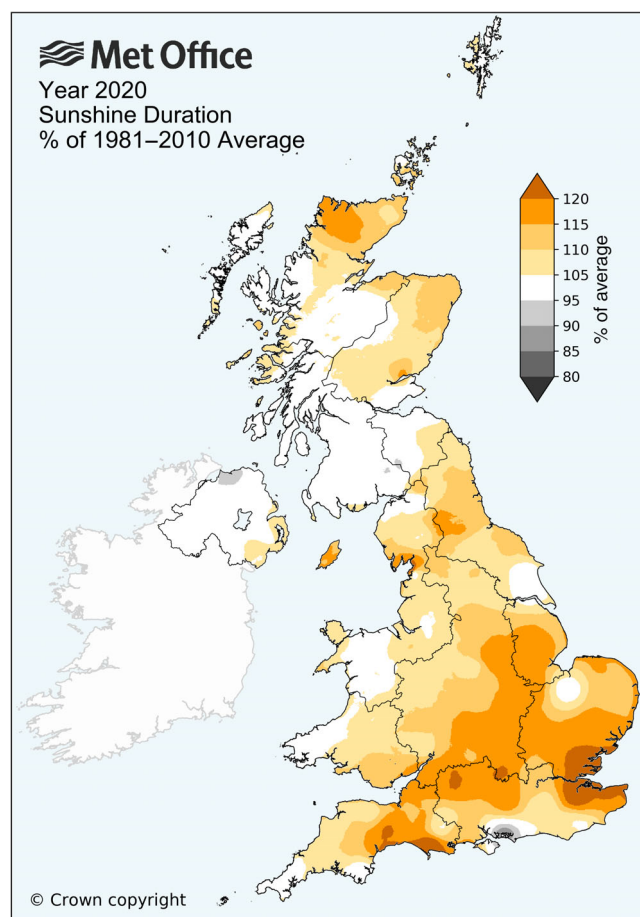 Met Office
Year 2020
Sunshine Duration
% of 1981–2010 Average
120
115
110
105
95
90
85
80
% of average
© Crown copyright